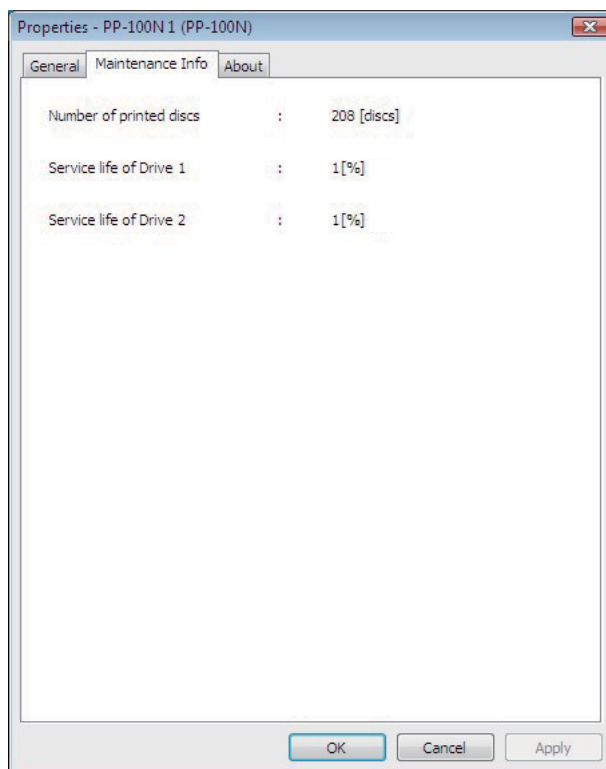 Properties - PP-100N 1 (PP-100N)
General Maintenance Info About
Number of printed discs : 208 [discs]
Service life of Drive 1 : 1[%]
Service life of Drive 2 : 1[%]
OK Cancel Apply